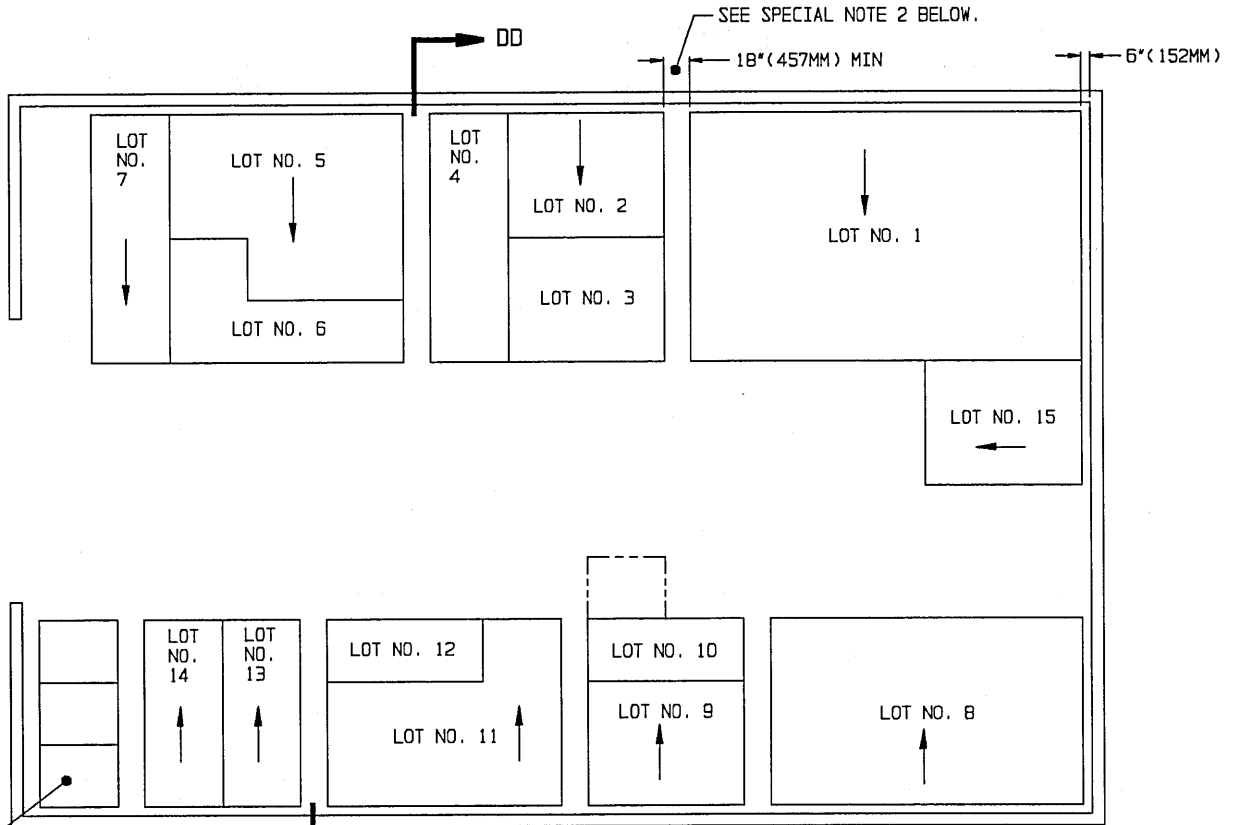 SEE SPECIAL NOTE 2 BELOW.
DD
18"(457MM) MIN
6"(152MM)
LOT
NO.
7
LOT NO. 5
LOT NO. 6
LOT
NO.
4
LOT NO. 2
LOT NO. 3
LOT NO. 1
LOT NO. 15
LOT
NO.
14
LOT
NO.
13
LOT NO. 12
LOT NO. 11
LOT NO. 10
LOT NO. 9
LOT NO. 8